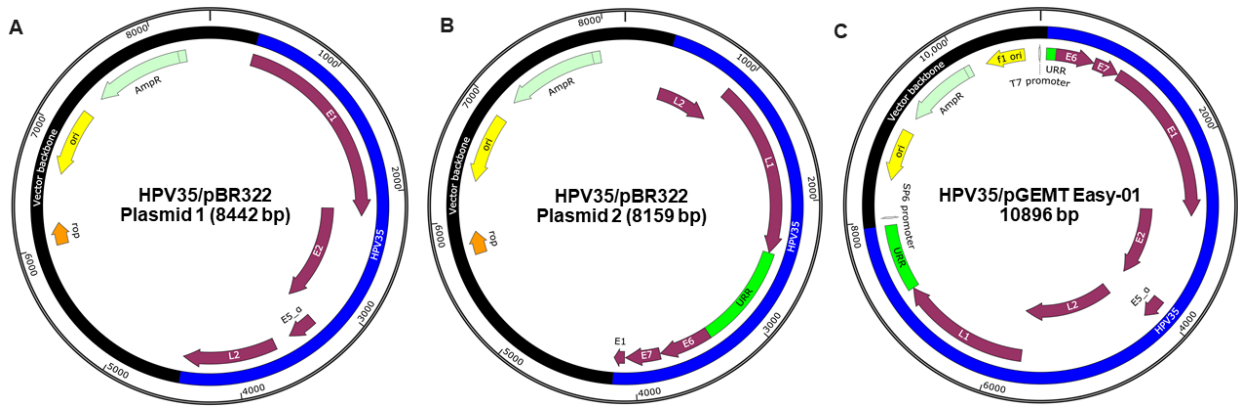 A
8000
1000
2000
3000
4000
5000
6000
7000
AmpR
ori
Vector backbone
rop
E1
HPV35
E2
E5_α
L2
HPV35/pBR322
Plasmid 1 (8442 bp)
B
8000
1000
2000
3000
4000
5000
6000
7000
AmpR
ori
Vector backbone
rop
L2
L1
HPV35
URR
E6
E7
E1
HPV35/pBR322
Plasmid 2 (8159 bp)
C
10,000
2000
4000
6000
8000
f1 ori
T7 promoter
URR
E6
E7
E1
AmpR
ori
Vector backbone
SP6 promoter
URR
E2
E5_α
L2
L1
HPV35
HPV35/pGEMT Easy-01
10896 bp